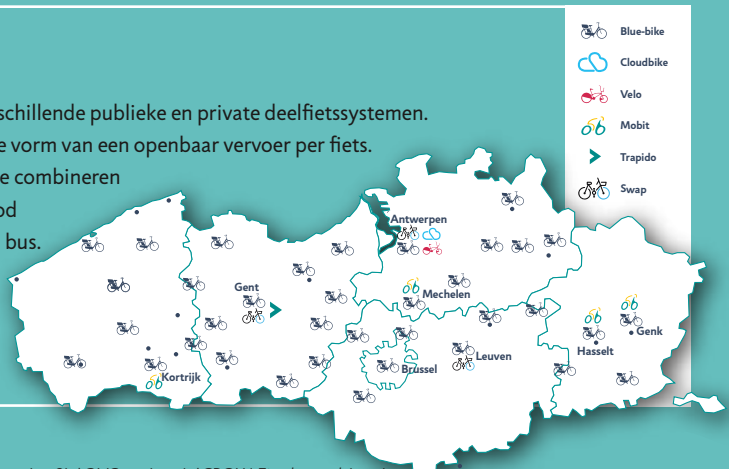 schillende publieke en private deelfietssystemen.
e vorm van een openbaar vervoer per fiets.
e combineren
od
bus.
Blue-bike
Cloudbike
Velo
Mobit
Trapido
Swap
Antwerpen
Gent
Mechelen
Genk
Hasselt
Leuven
Brussel
Kortrijk